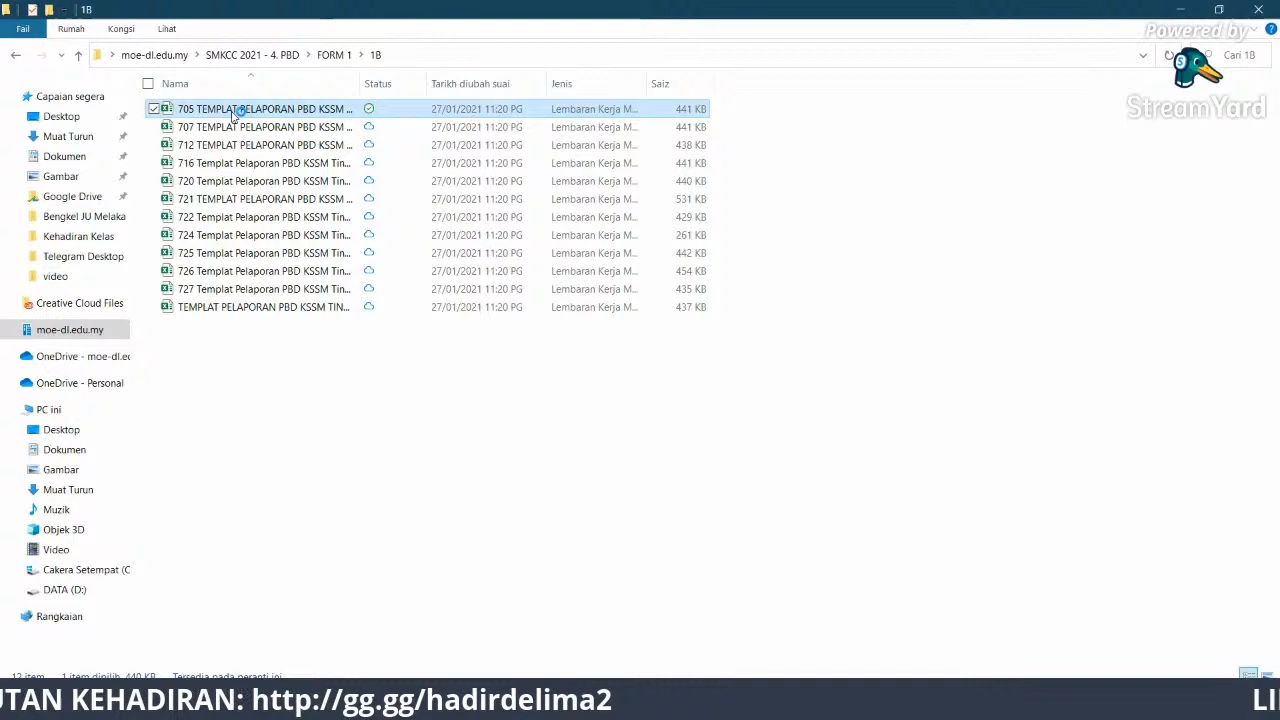 1B
Fail Rumah Kongsi Lihat
Powered by
moe-dl.edu.my > SMKCC 2021 - 4. PBD > FORM 1 > 1B
Cari 1B
StreamYard
Nama Status Tarikh diubah suai Jenis Saiz
705 TEMPLAT PELAPORAN PBD KSSM ... 27/01/2021 11:20 PG Lembaran Kerja M... 441 KB
707 TEMPLAT PELAPORAN PBD KSSM ... 27/01/2021 11:20 PG Lembaran Kerja M... 441 KB
712 TEMPLAT PELAPORAN PBD KSSM ... 27/01/2021 11:20 PG Lembaran Kerja M... 438 KB
716 Templat Pelaporan PBD KSSM Tin... 27/01/2021 11:20 PG Lembaran Kerja M... 441 KB
720 Templat Pelaporan PBD KSSM Tin... 27/01/2021 11:20 PG Lembaran Kerja M... 440 KB
721 TEMPLAT PELAPORAN PBD KSSM ... 27/01/2021 11:20 PG Lembaran Kerja M... 531 KB
722 Templat Pelaporan PBD KSSM Tin... 27/01/2021 11:20 PG Lembaran Kerja M... 429 KB
724 Templat Pelaporan PBD KSSM Tin... 27/01/2021 11:20 PG Lembaran Kerja M... 261 KB
725 Templat Pelaporan PBD KSSM Tin... 27/01/2021 11:20 PG Lembaran Kerja M... 442 KB
726 Templat Pelaporan PBD KSSM Tin... 27/01/2021 11:20 PG Lembaran Kerja M... 454 KB
727 Templat Pelaporan PBD KSSM Tin... 27/01/2021 11:20 PG Lembaran Kerja M... 435 KB
TEMPLAT PELAPORAN PBD KSSM TIN... 27/01/2021 11:20 PG Lembaran Kerja M... 437 KB
Capaian segera
Desktop
Muat Turun
Dokumen
Gambar
Google Drive
Bengkel JU Melaka
Kehadiran Kelas
Telegram Desktop
video
Creative Cloud Files
moe-dl.edu.my
OneDrive - moe-dl.ec
OneDrive - Personal
PC ini
Desktop
Dokumen
Gambar
Muat Turun
Muzik
Objek 3D
Video
Cakera Setempat (C
DATA (D:)
Rangkaian
12 item 1 item dipilih 440 KB Tersedia pada peranti ini
UTAN KEHADIRAN: http://gg.gg/hadirdelima2
LI